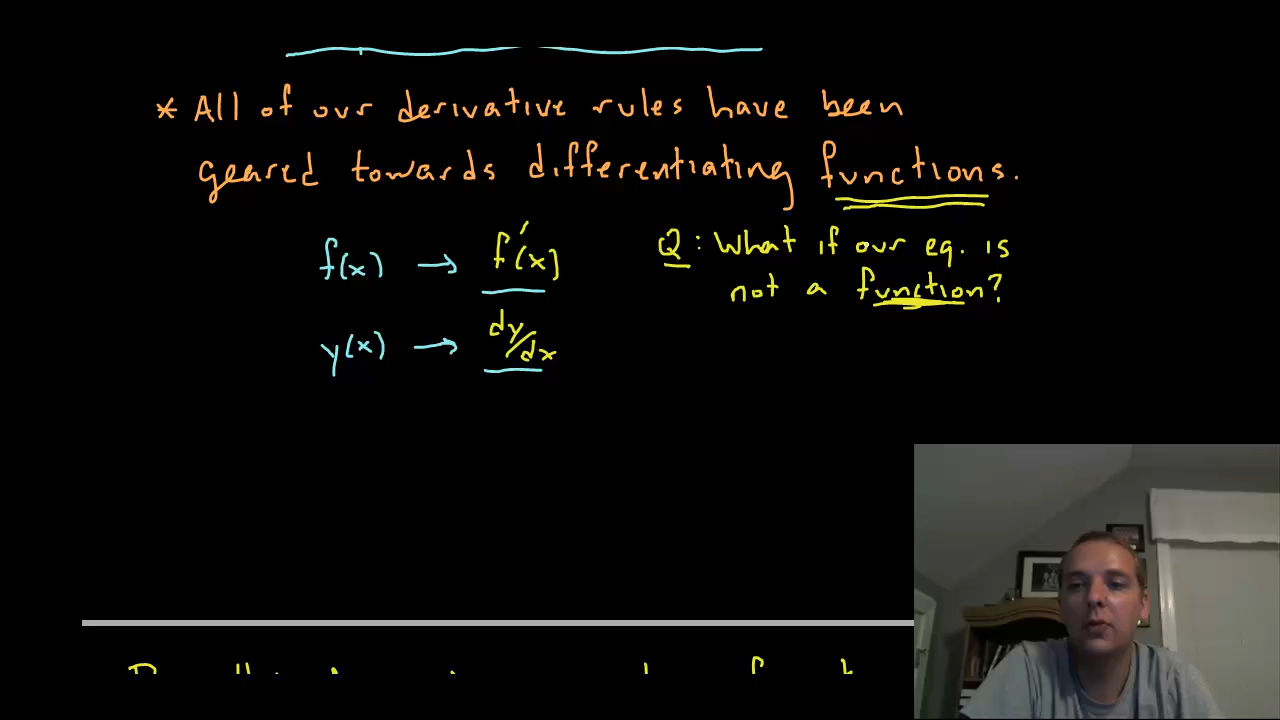 * All of our derivative rules have been
geared towards differentiating functions.
f(x) → f'(x)
y(x) → dy/dx
Q: What if our eq. is
not a function?